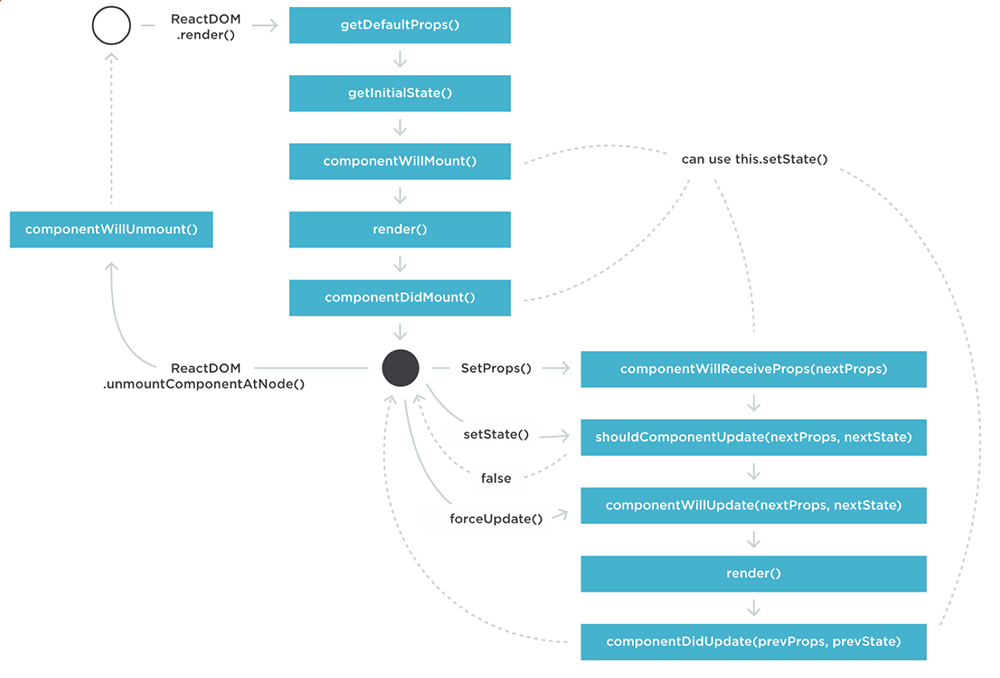 ReactDOM
.render()
getDefaultProps()
getInitialState()
componentWillMount()
can use this.setState()
componentWillUnmount()
render()
componentDidMount()
ReactDOM
.unmountComponentAtNode()
SetProps()
componentWillReceiveProps(nextProps)
setState()
shouldComponentUpdate(nextProps, nextState)
false
componentWillUpdate(nextProps, nextState)
forceUpdate()
render()
componentDidUpdate(prevProps, prevState)